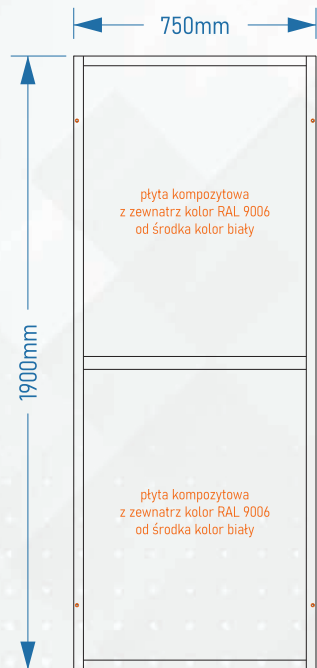 750mm
płyta kompozytowa
z zewnatrz kolor RAL 9006
od środka kolor biały
1900mm
płyta kompozytowa
z zewnatrz kolor RAL 9006
od środka kolor biały